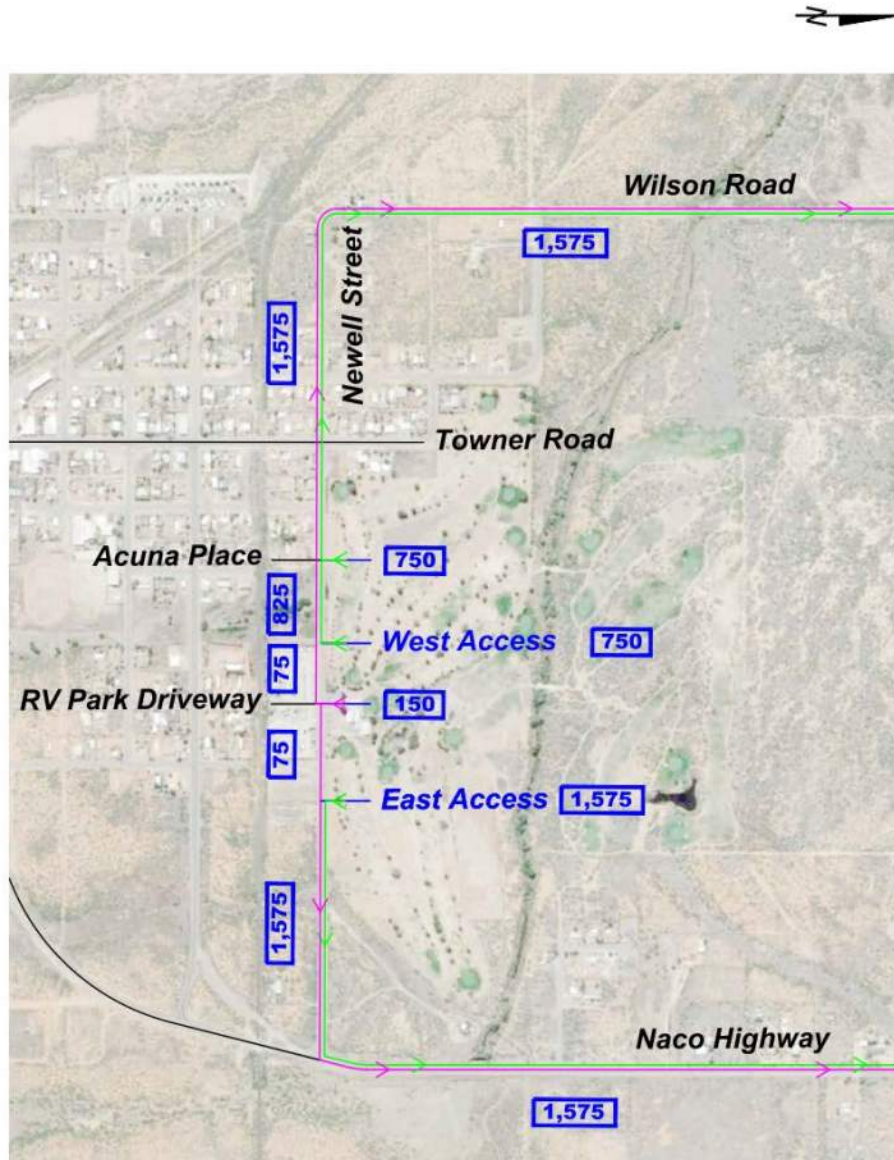 N
Wilson Road
1,575
Newell Street
1,575
Towner Road
Acuna Place
750
825
West Access
750
75
RV Park Driveway
150
75
East Access
1,575
1,575
Naco Highway
1,575